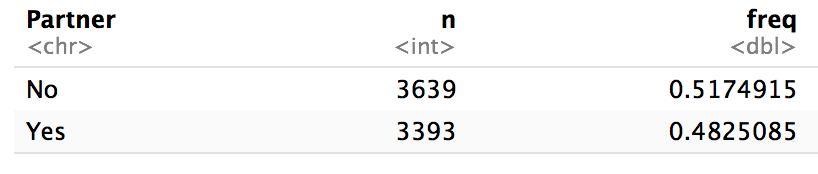 Partner n freq
<chr> <int> <dbl>
No 3639 0.5174915
Yes 3393 0.4825085